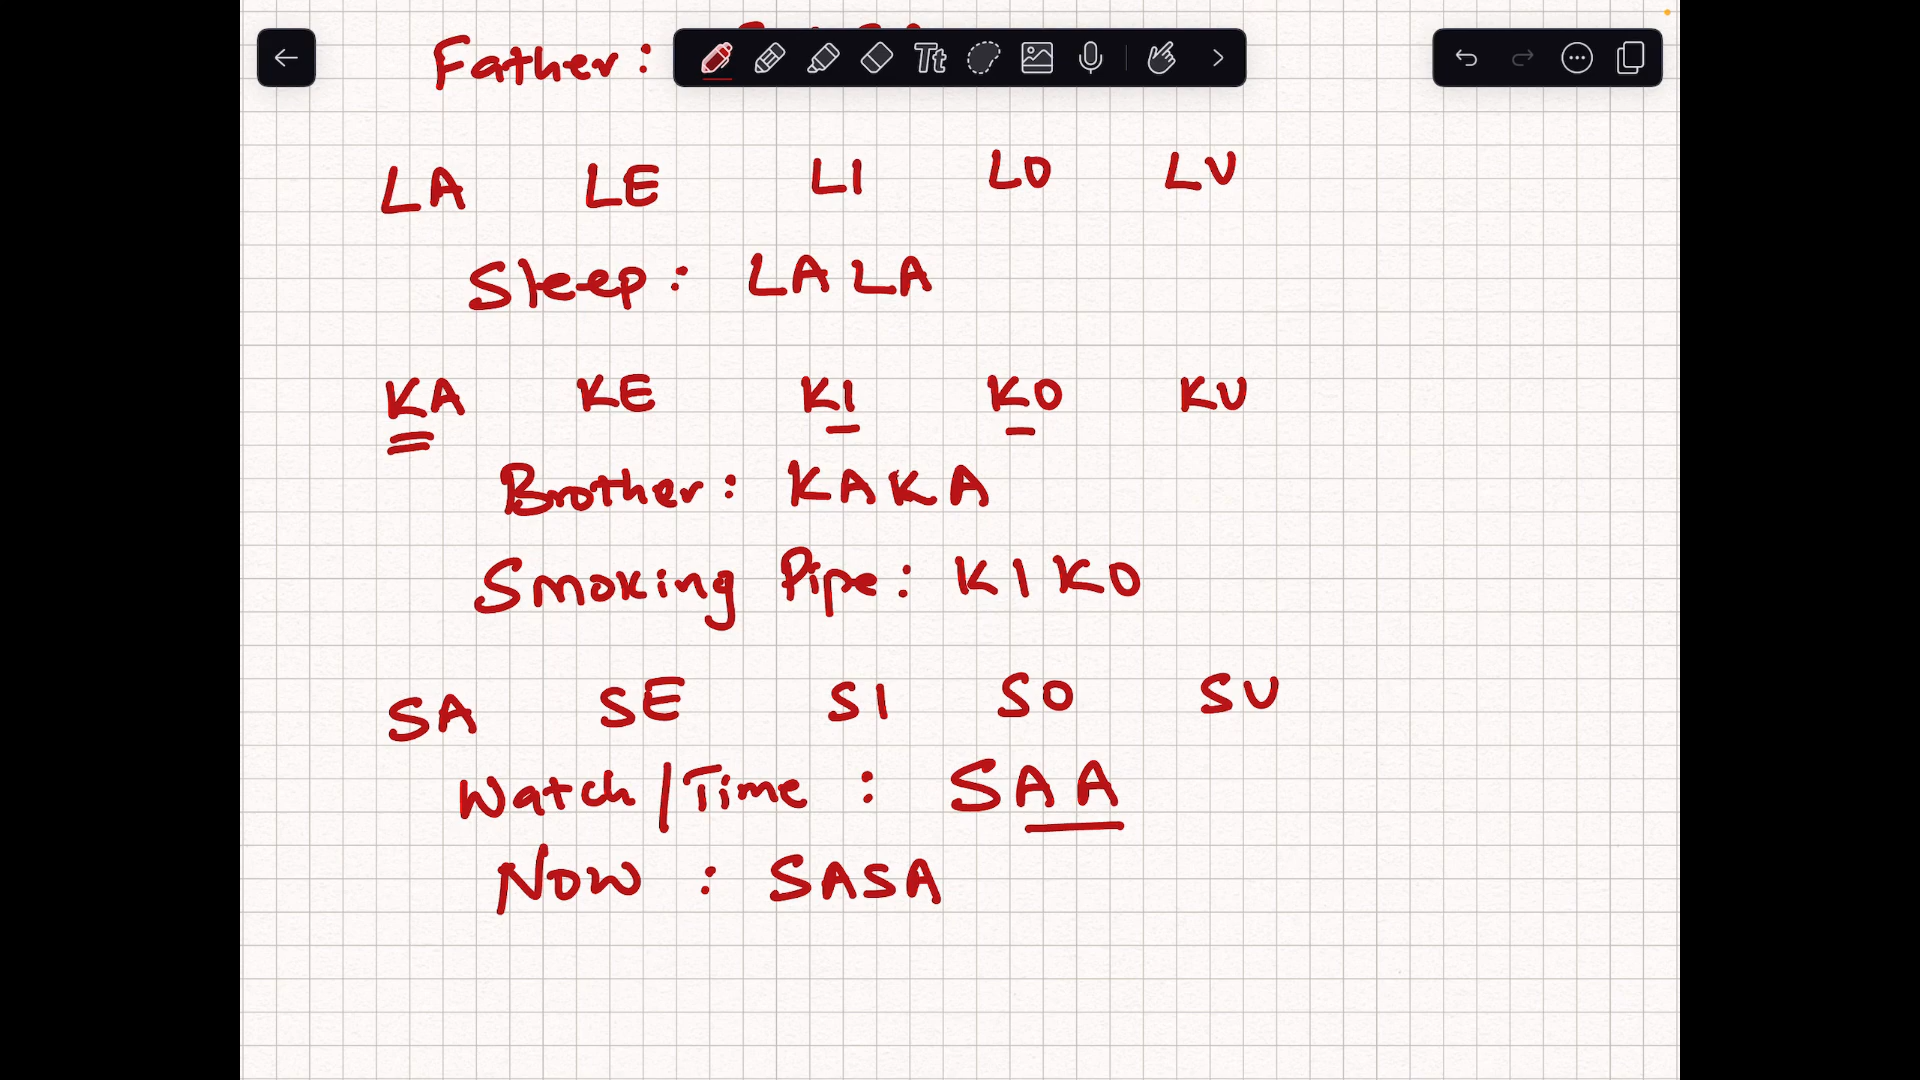 Father:
Tt
LA LE LI LO LU
Sleep: LALA
KA KE KI KO KU
Brother: KAKA
Smoking Pipe: KIKO
SA SE SI SO SU
Watch/Time : SAA
Now : SASA